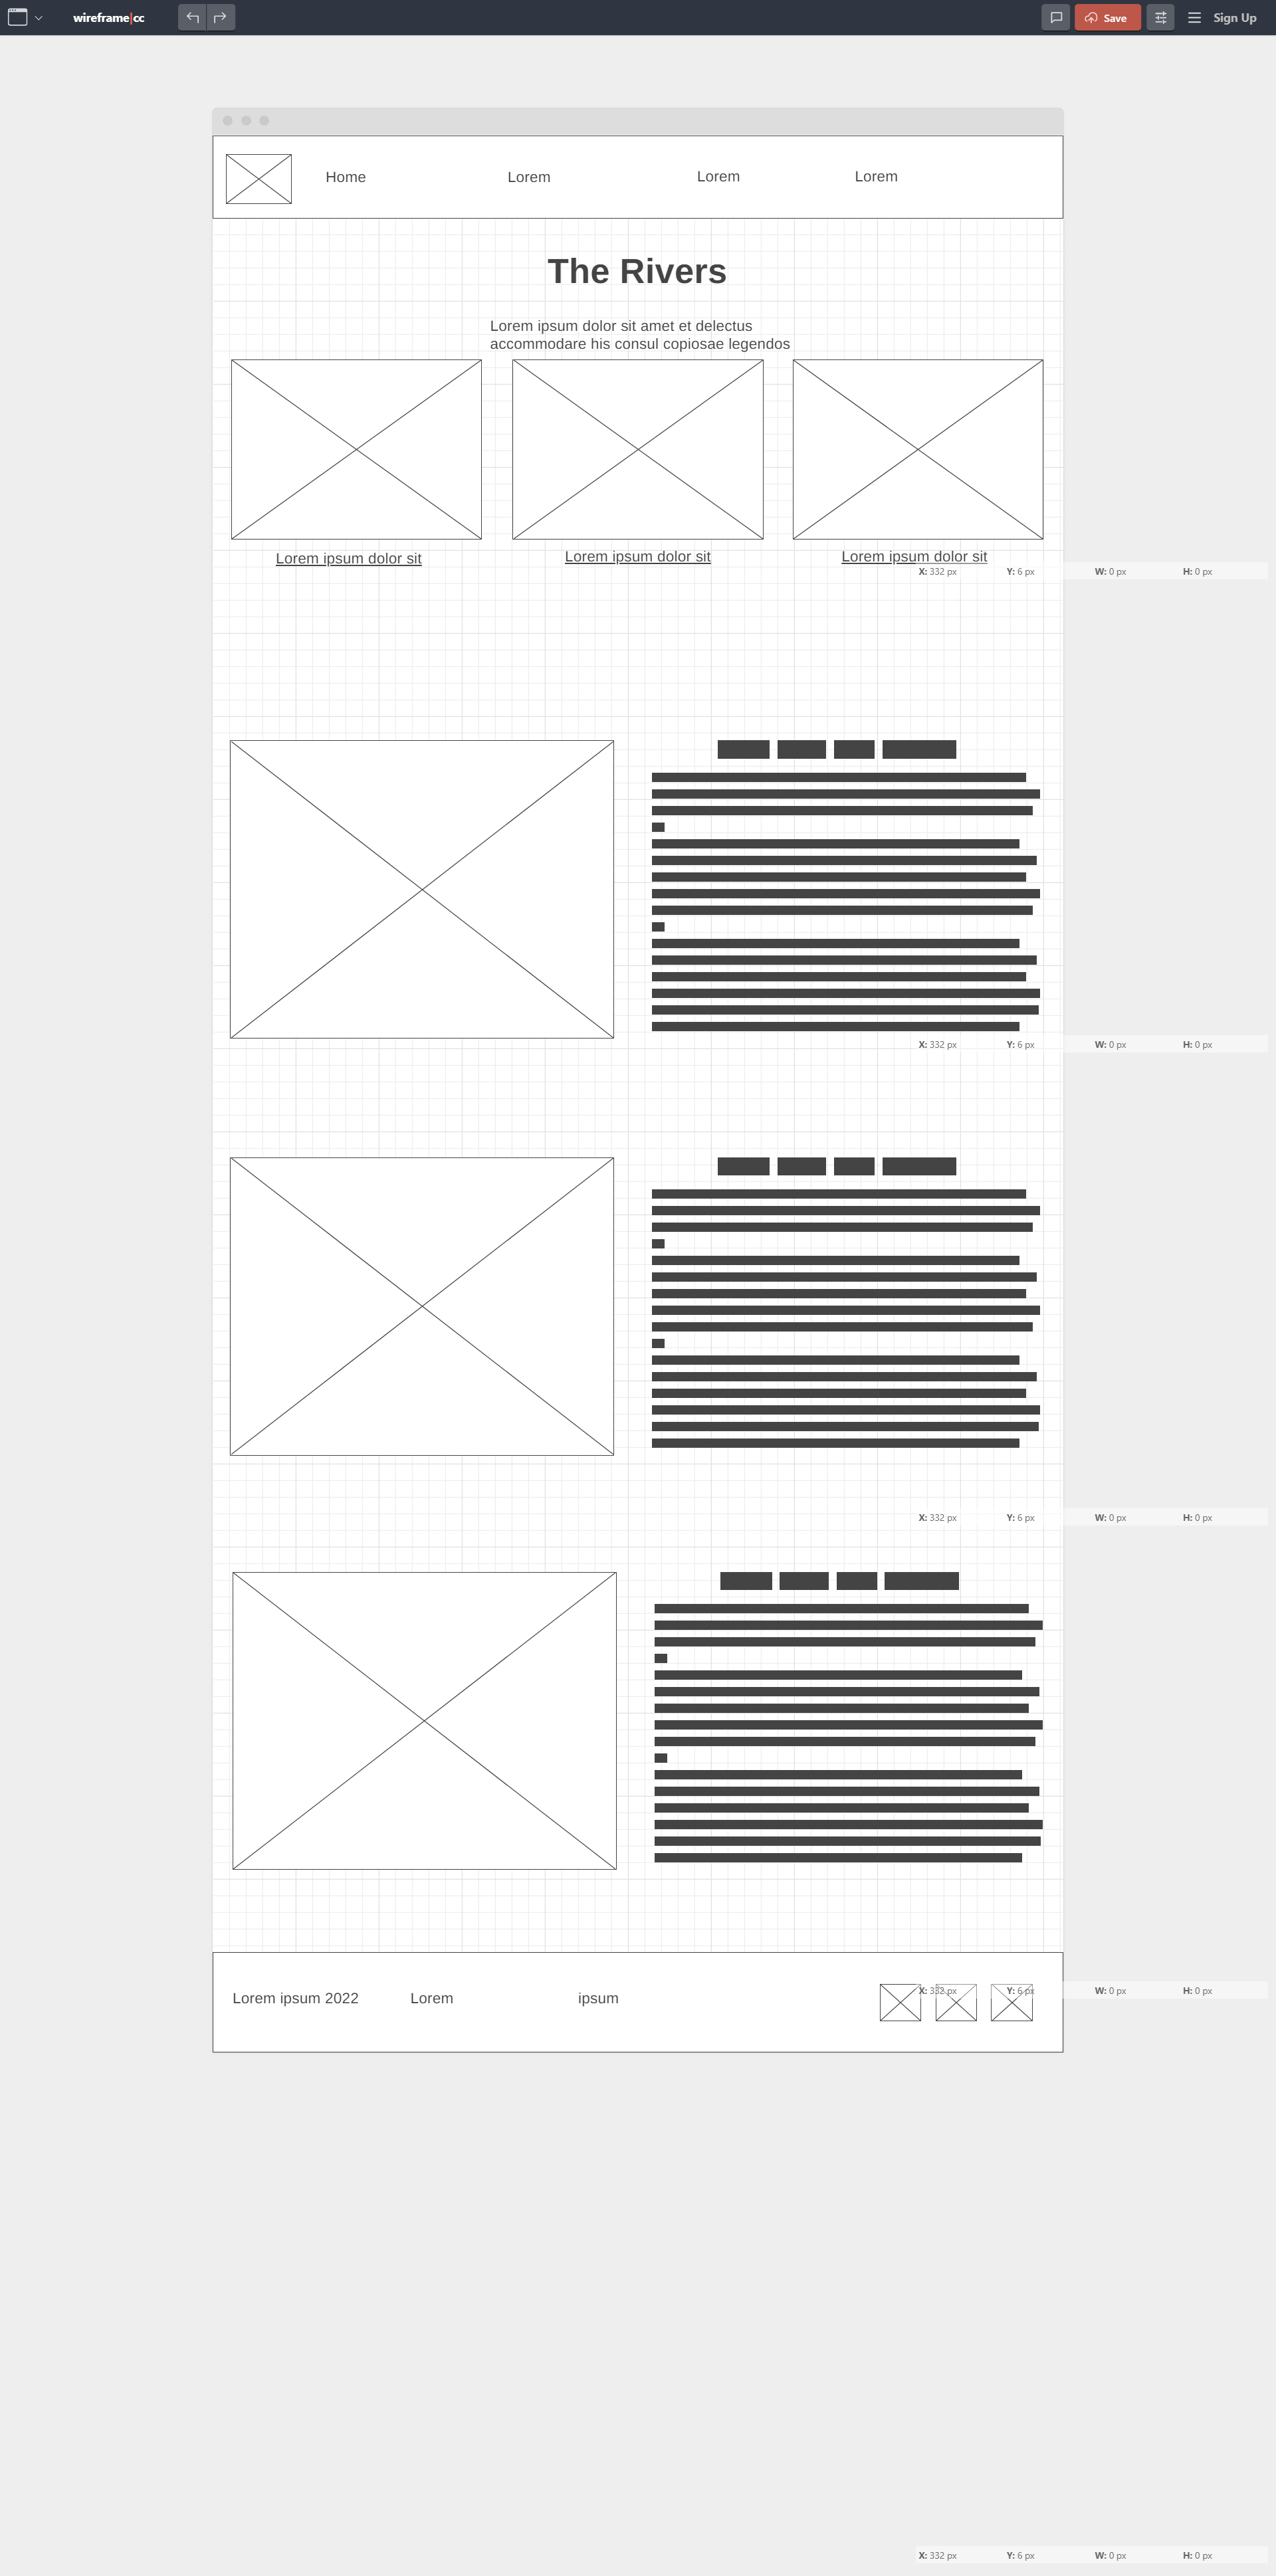 wireframe|cc
Save
Sign Up
Home
Lorem
Lorem
Lorem
The Rivers
Lorem ipsum dolor sit amet et delectus
accommodare his consul copiosae legendos
Lorem ipsum dolor sit
Lorem ipsum dolor sit
Lorem ipsum dolor sit
X: 332 px Y: 6 px W: 0 px H: 0 px
X: 332 px Y: 6 px W: 0 px H: 0 px
X: 332 px Y: 6 px W: 0 px H: 0 px
Lorem ipsum 2022
Lorem
ipsum
X: 332 px Y: 6 px W: 0 px H: 0 px
X: 332 px Y: 6 px W: 0 px H: 0 px